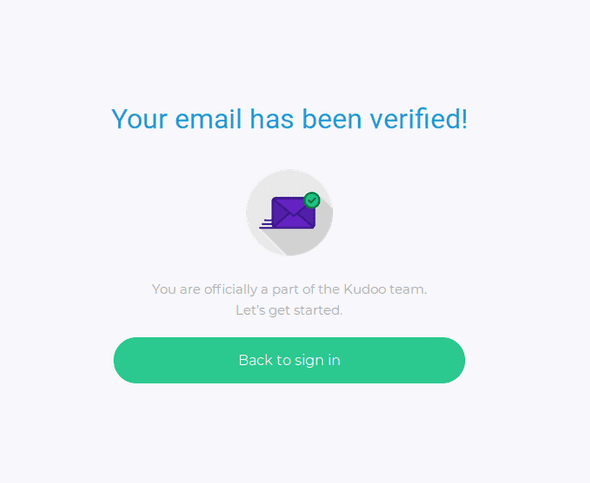 Your email has been verified!
You are officially a part of the Kudoo team.
Let's get started.
Back to sign in